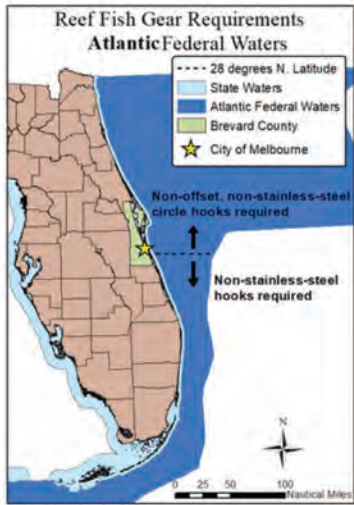 Reef Fish Gear Requirements
Atlantic Federal Waters
28 degrees N. Latitude
State Waters
Atlantic Federal Waters
Brevard County
City of Melbourne
Non-offset, non-stainless-steel
circle hooks required
Non-stainless-steel
hooks required
N
0 25 50 100
Nautical Miles